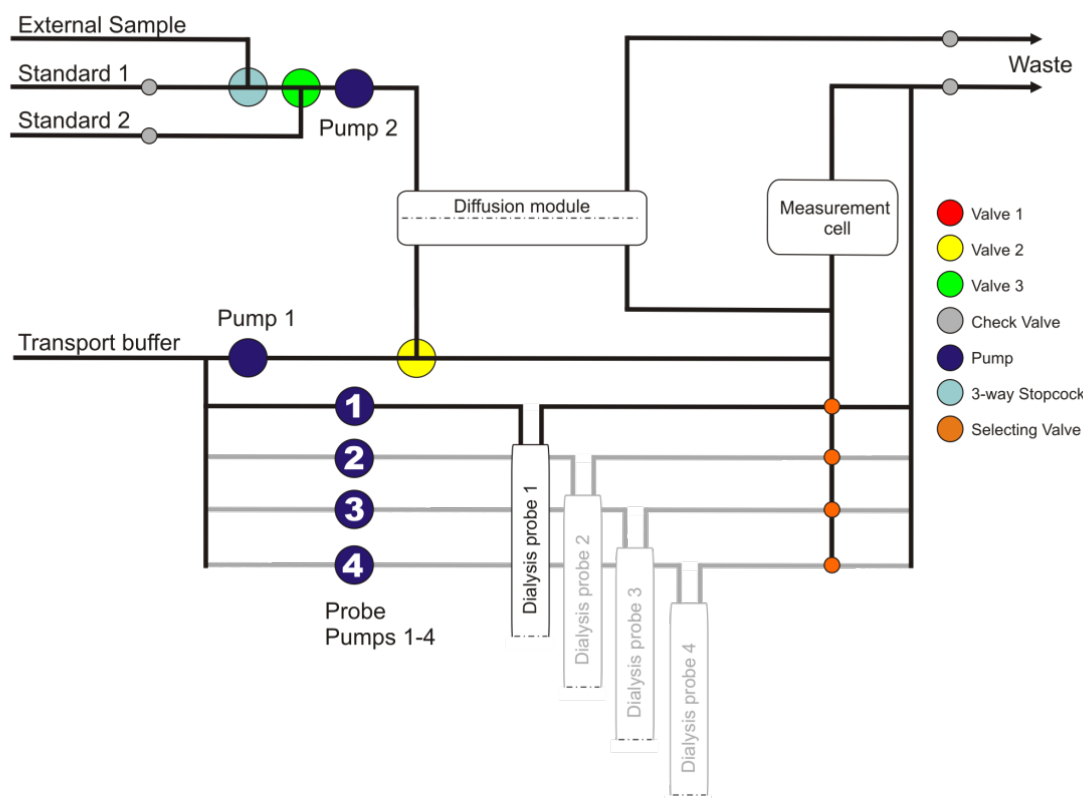 External Sample
Standard 1
Standard 2
Pump 2
Waste
Diffusion module
Measurement
cell
Valve 1
Valve 2
Valve 3
Check Valve
Pump
3-way Stopcock
Selecting Valve
Transport buffer
Pump 1
1
2
3
4
Probe
Pumps 1-4
Dialysis probe 1
Dialysis probe 2
Dialysis probe 3
Dialysis probe 4